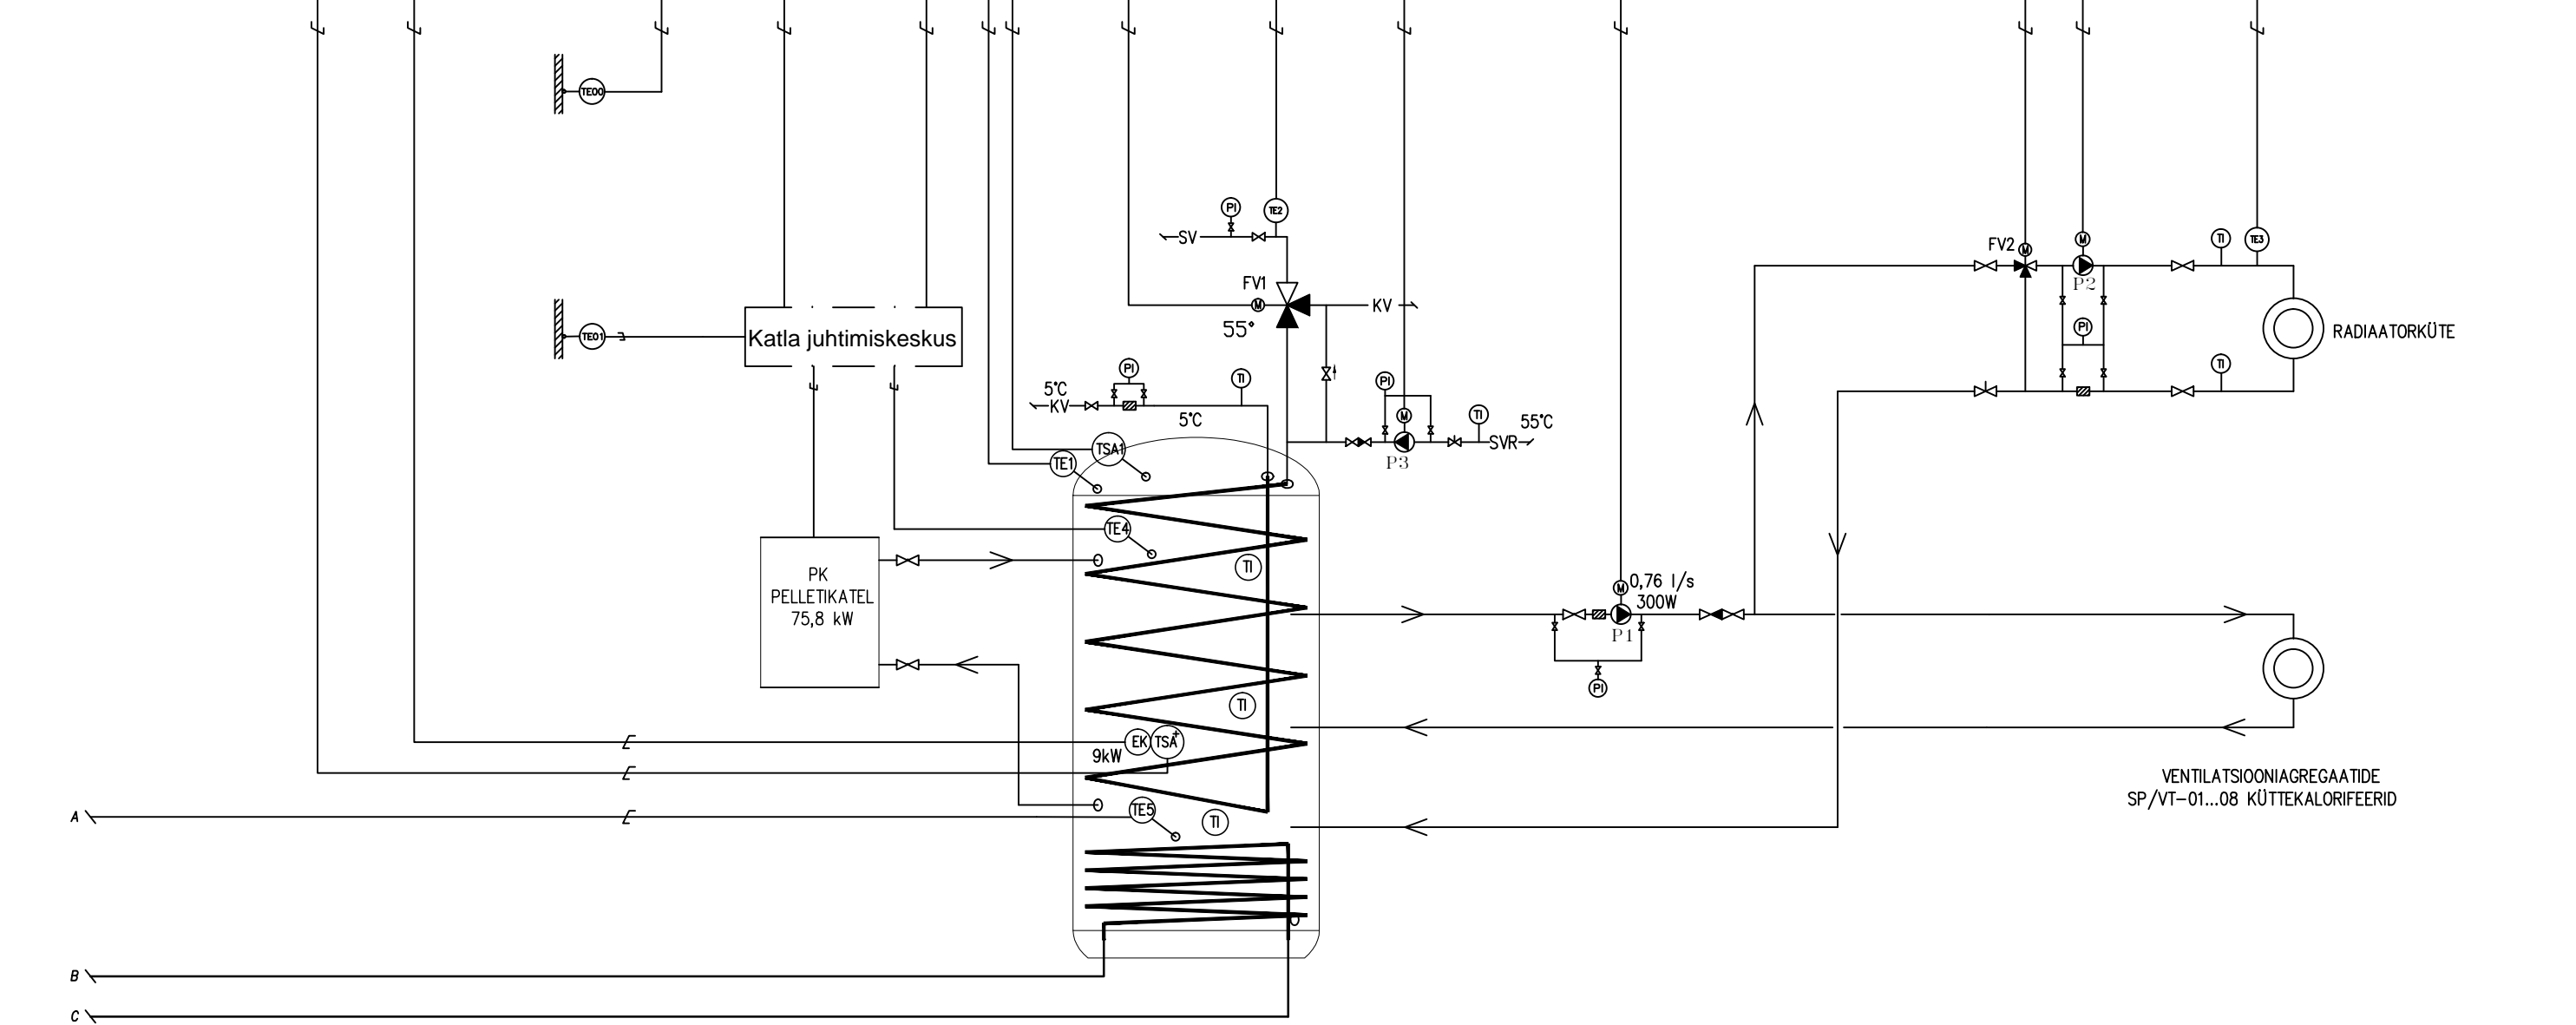 TE00
PI
TE2
SV
FV1
M
KV
55°
TE01
Katla juhtimiskeskus
5°C
KV
PI
TI
5°C
PI
M
TI
55°C
SVR
P3
TSA1
TE1
TE4
TI
PK
PELLETIKATEL
75,8 kW
TI
EK
TSA+
9kW
TE5
TI
A
B
C
M
0,76 l/s
300W
P1
PI
FV2
M
M
P2
TI
TE3
PI
TI
RADIAATORKÜTE
VENTILATSIOONIAGREGAATIDE
SP/VT-01...08 KÜTTEKALORIFEERID